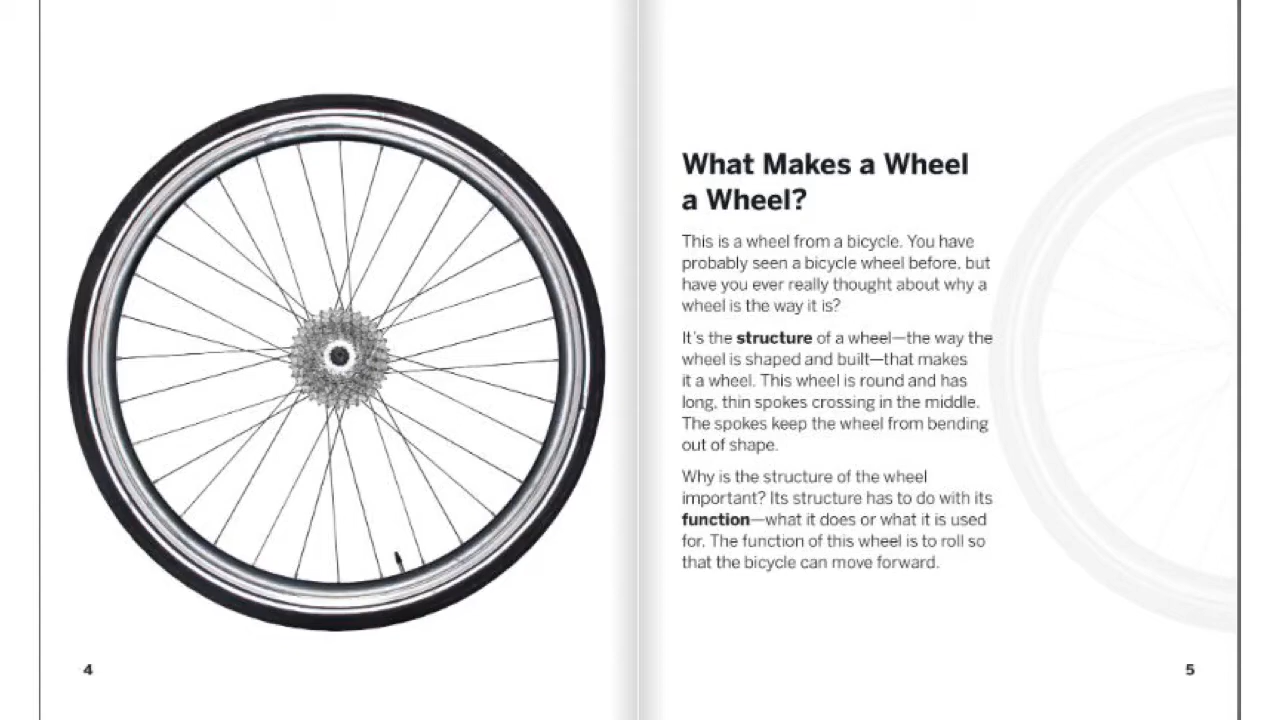 What Makes a Wheel
a Wheel?
This is a wheel from a bicycle. You have
probably seen a bicycle wheel before, but
have you ever really thought about why a
wheel is the way it is?
It's the structure of a wheel—the way the
wheel is shaped and built—that makes
it a wheel. This wheel is round and has
long, thin spokes crossing in the middle.
The spokes keep the wheel from bending
out of shape.
Why is the structure of the wheel
important? Its structure has to do with its
function—what it does or what it is used
for. The function of this wheel is to roll so
that the bicycle can move forward.
4
5